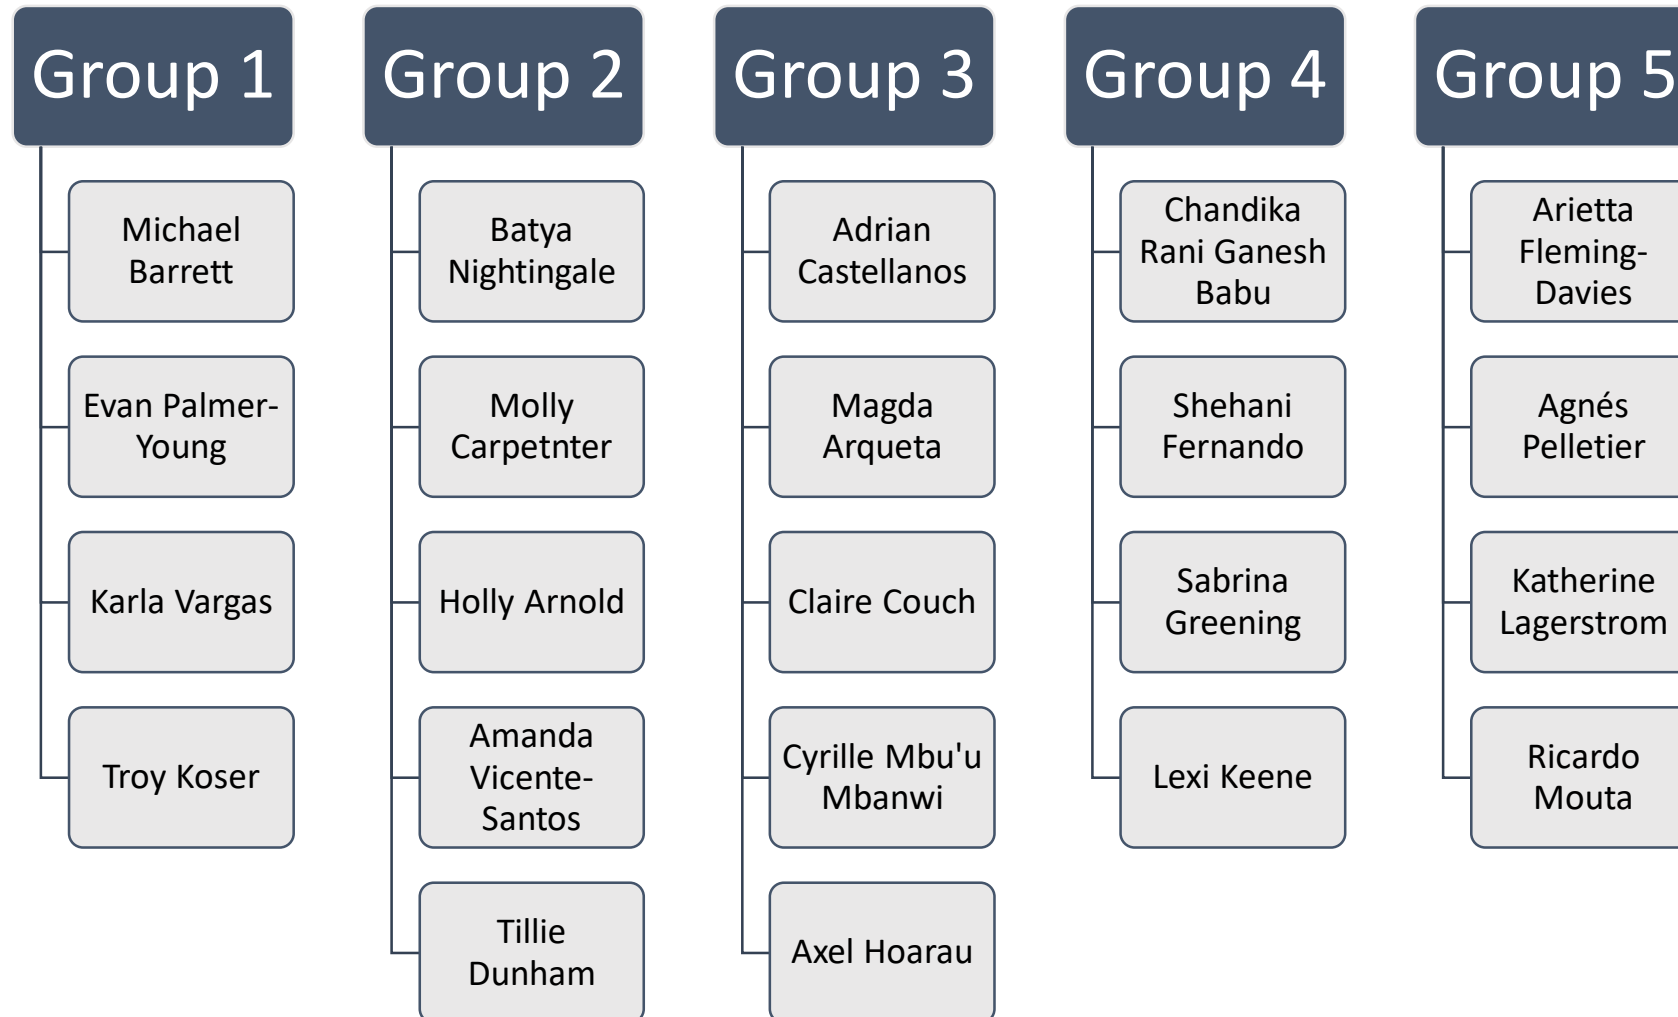 Group 1
Michael
Barrett
Evan Palmer-
Young
Karla Vargas
Troy Koser
Group 2
Batya
Nightingale
Molly
Carpetnter
Holly Arnold
Amanda
Vicente-
Santos
Tillie
Dunham
Group 3
Adrian
Castellanos
Magda
Arqueta
Claire Couch
Cyrille Mbu'u
Mbanwi
Axel Hoarau
Group 4
Chandika
Rani Ganesh
Babu
Shehani
Fernando
Sabrina
Greening
Lexi Keene
Group 5
Arietta
Fleming-
Davies
Agnés
Pelletier
Katherine
Lagerstrom
Ricardo
Mouta